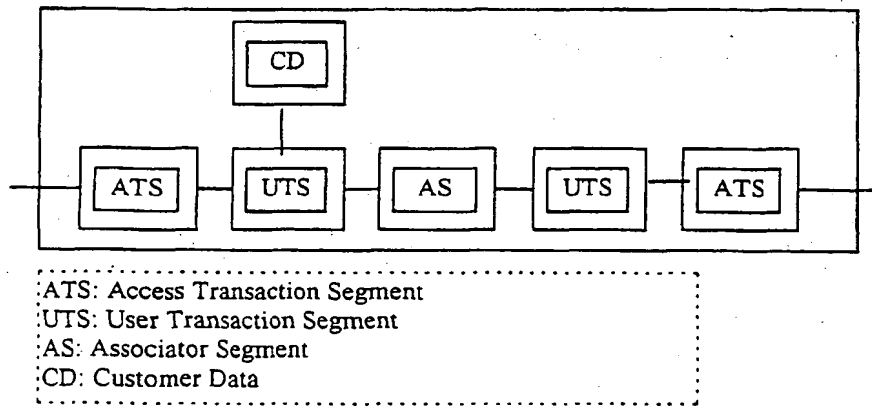 CD
ATS UTS AS UTS ATS
ATS: Access Transaction Segment
UTS: User Transaction Segment
AS: Associator Segment
CD: Customer Data